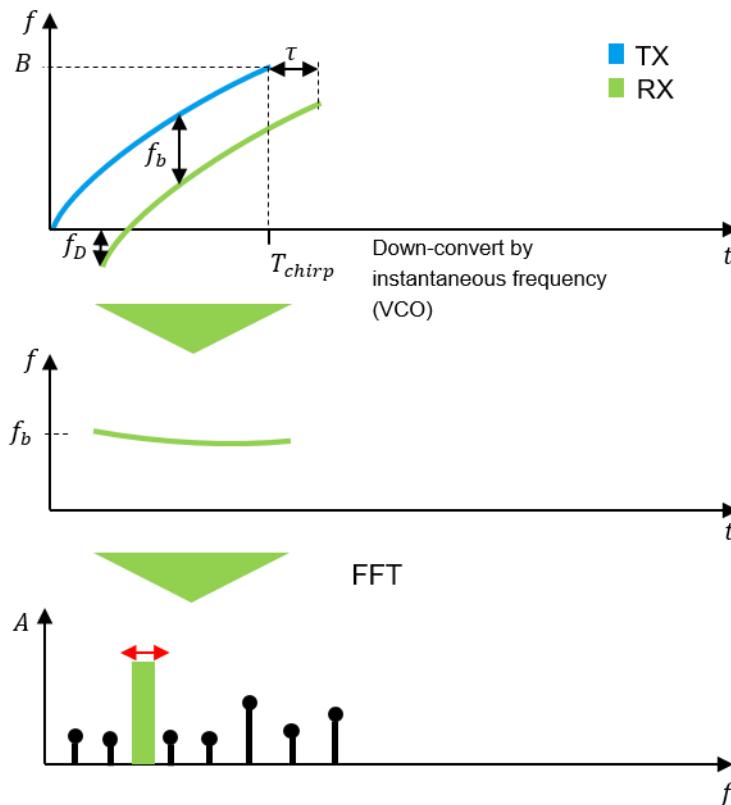 f
B
τ
TX
RX
f_b
f_D
T_chirp
t
Down-convert by
instantaneous frequency
(VCO)
f
f_b
t
FFT
A
f